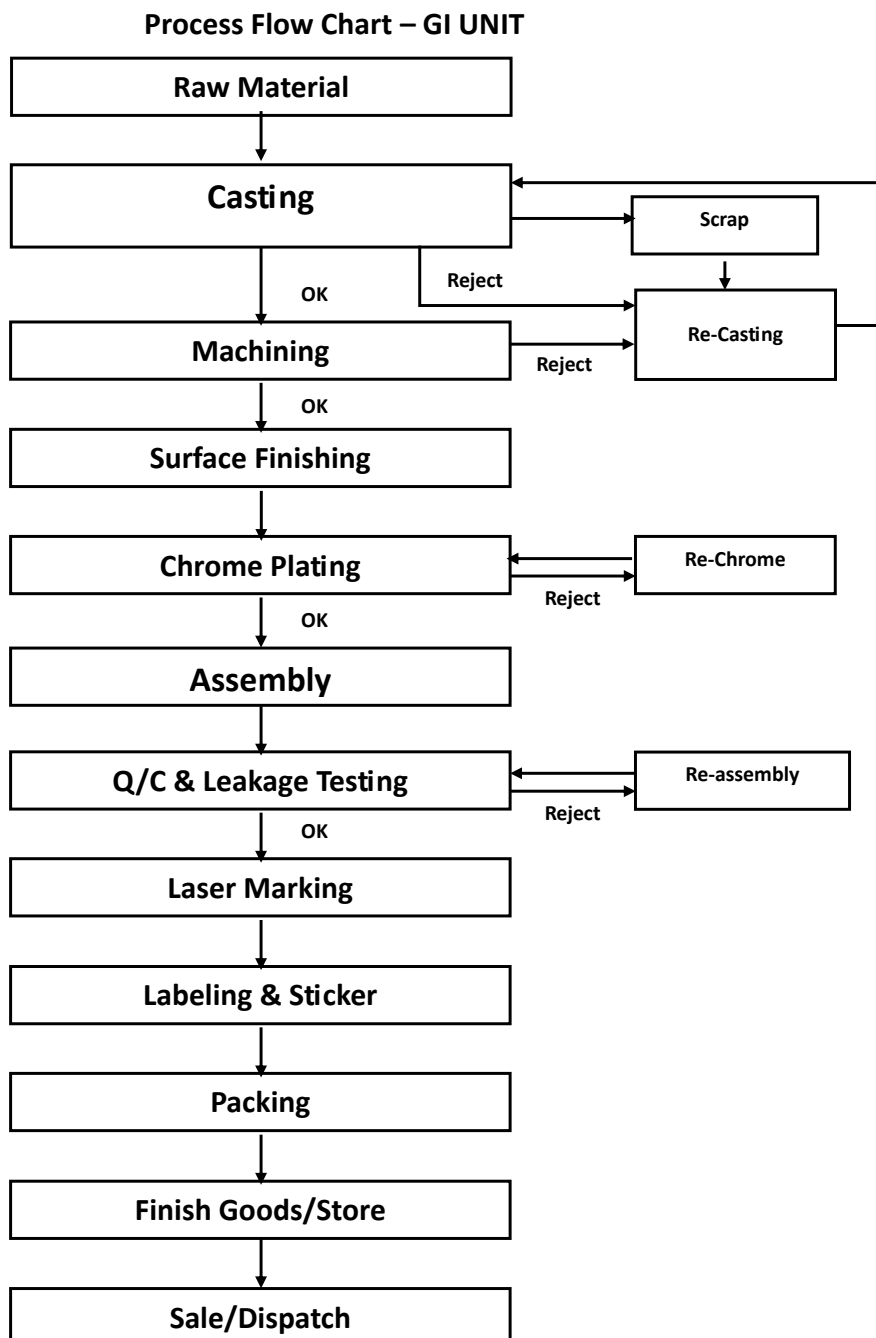 Process Flow Chart – GI UNIT
Raw Material
Casting
Scrap
Reject
OK
Re-Casting
Machining
Reject
OK
Surface Finishing
Chrome Plating
Re-Chrome
Reject
OK
Assembly
Q/C & Leakage Testing
Re-assembly
Reject
OK
Laser Marking
Labeling & Sticker
Packing
Finish Goods/Store
Sale/Dispatch